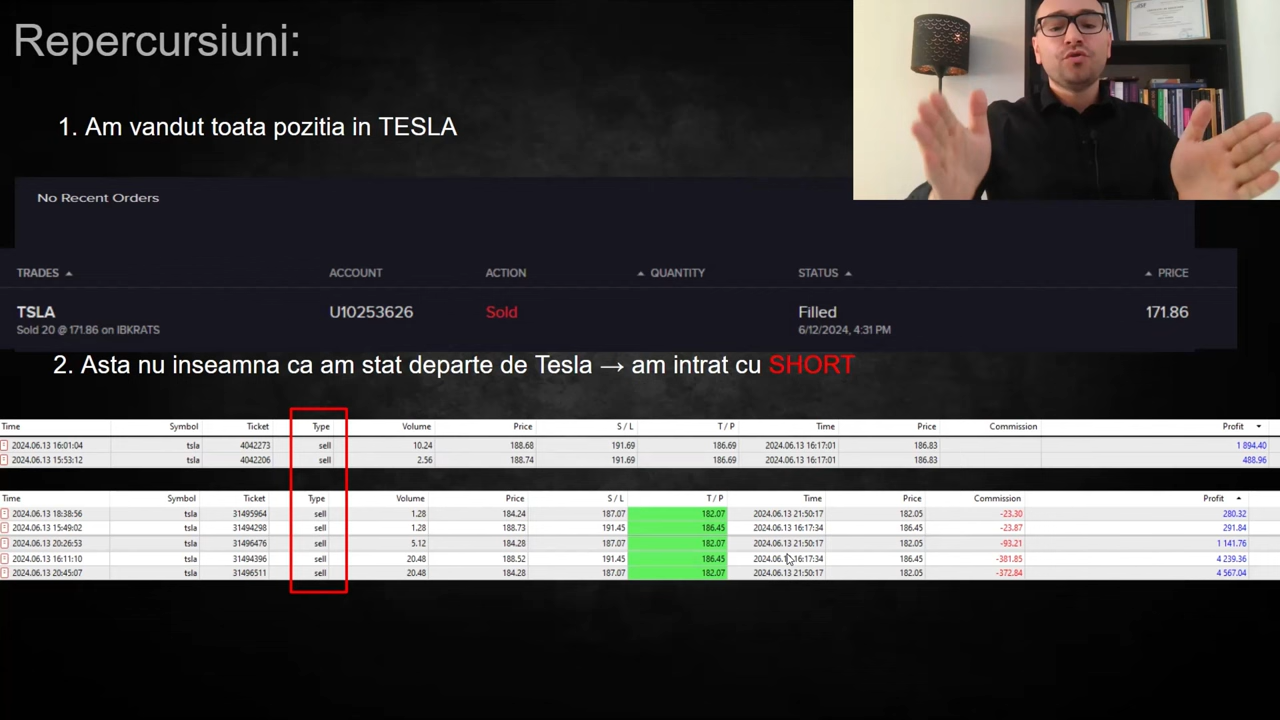 Repercursiuni:
1. Am vandut toata pozitia in TESLA
No Recent Orders
TRADES ACCOUNT ACTION QUANTITY STATUS PRICE
TSLA U10253626 Sold Filled 171.86
Sold 20 @ 171.86 on IBKRATS 6/12/2024, 4:31 PM
2. Asta nu inseamna ca am stat departe de Tesla → am intrat cu SHORT
Time Symbol Ticket Type Volume Price S / L T / P Time Price Commission Profit
2024.06.13 16:01:04 tsla 4042273 sell 10.24 188.68 191.69 186.69 2024.06.13 16:17:01 186.83 1 894.40
2024.06.13 15:53:12 tsla 4042206 sell 2.56 188.74 191.69 186.69 2024.06.13 16:17:01 186.83 488.96
Time Symbol Ticket Type Volume Price S / L T / P Time Price Commission Profit
2024.06.13 18:38:56 tsla 31495964 sell 1.28 184.24 187.07 182.07 2024.06.13 21:50:17 182.05 -23.30 280.32
2024.06.13 15:49:02 tsla 31494298 sell 1.28 188.73 191.45 186.45 2024.06.13 16:17:34 186.45 -23.87 291.84
2024.06.13 20:26:53 tsla 31496476 sell 5.12 184.28 187.07 182.07 2024.06.13 21:50:17 182.05 -93.21 1 141.76
2024.06.13 16:11:10 tsla 31494396 sell 20.48 188.52 191.45 186.45 16:17:34 186.45 -381.85 4 239.36
2024.06.13 20:45:07 tsla 31496511 sell 20.48 184.28 187.07 182.07 2024.06.13 21:50:17 182.05 -372.84 4 567.04